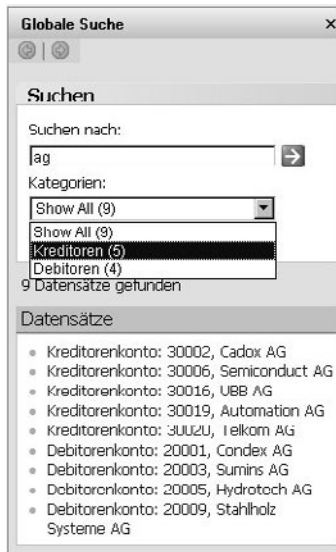 Globale Suche
Suchen
Suchen nach:
ag
Kategorien:
Show All (9)
Show All (9)
Kreditoren (5)
Debitoren (4)
9 Datensätze gefunden
Datensätze
Kreditorenkonto: 30002, Cadox AG
Kreditorenkonto: 30006, Semiconduct AG
Kreditorenkonto: 30016, UBB AG
Kreditorenkonto: 30019, Automation AG
Kreditorenkonto: 30020, Telkom AG
Debitorenkonto: 20001, Condex AG
Debitorenkonto: 20003, Sumins AG
Debitorenkonto: 20005, Hydrotech AG
Debitorenkonto: 20009, Stahlholz
Systeme AG